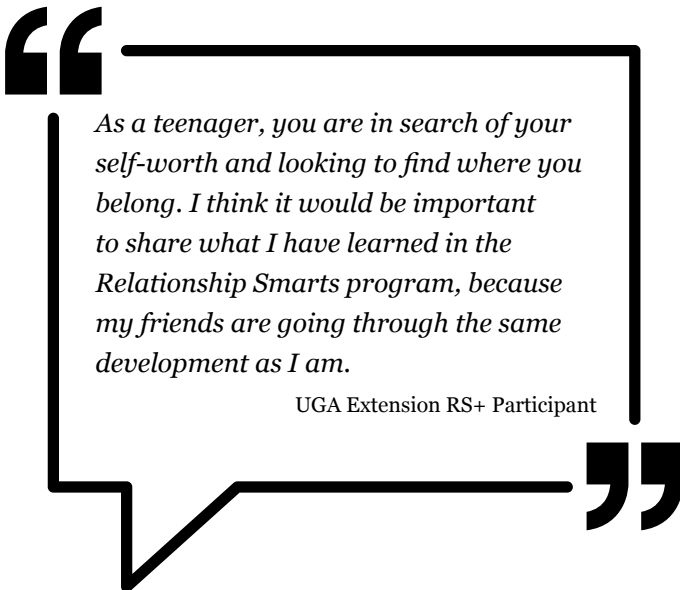 As a teenager, you are in search of your
self-worth and looking to find where you
belong. I think it would be important
to share what I have learned in the
Relationship Smarts program, because
my friends are going through the same
development as I am.
UGA Extension RS+ Participant